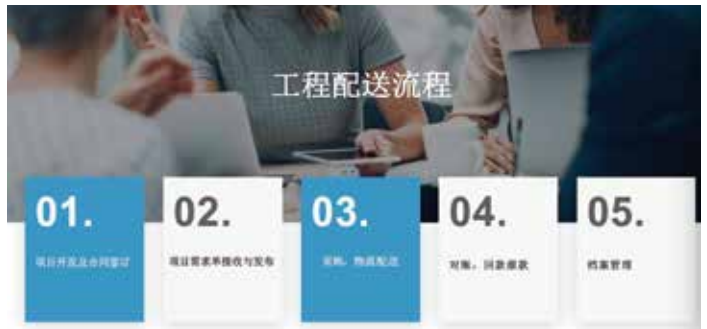 工程配送流程
01.
项目开发及合同签订
02.
项目需求单接收与发布
03.
采购、物流配送
04.
对账、回款催款
05.
档案管理